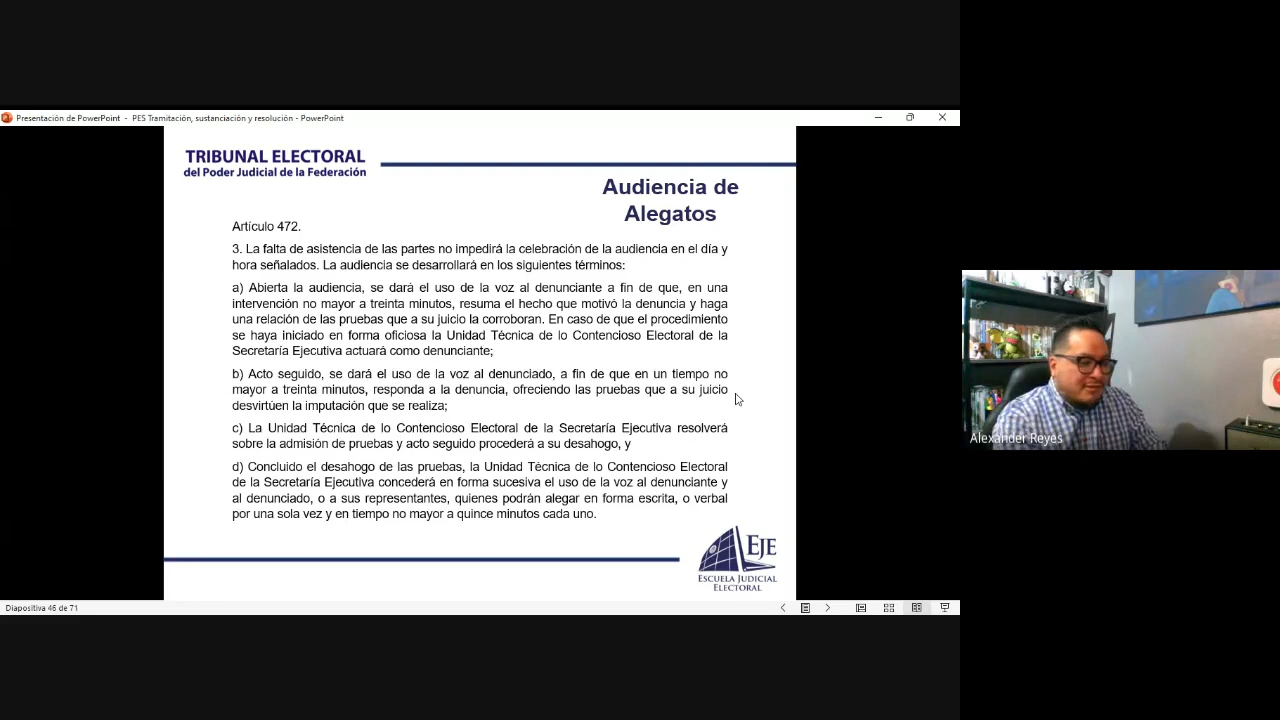 Presentación de PowerPoint - PES Tramitación, sustanciación y resolución - PowerPoint
TRIBUNAL ELECTORAL
del Poder Judicial de la Federación
Audiencia de
Alegatos
Artículo 472.
3. La falta de asistencia de las partes no impedirá la celebración de la audiencia en el día y
hora señalados. La audiencia se desarrollará en los siguientes términos:
a) Abierta la audiencia, se dará el uso de la voz al denunciante a fin de que, en una
intervención no mayor a treinta minutos, resuma el hecho que motivó la denuncia y haga
una relación de las pruebas que a su juicio la corroboran. En caso de que el procedimiento
se haya iniciado en forma oficiosa la Unidad Técnica de lo Contencioso Electoral de la
Secretaría Ejecutiva actuará como denunciante;
b) Acto seguido, se dará el uso de la voz al denunciado, a fin de que en un tiempo no
mayor a treinta minutos, responda a la denuncia, ofreciendo las pruebas que a su juicio
desvirtúen la imputación que se realiza;
c) La Unidad Técnica de lo Contencioso Electoral de la Secretaría Ejecutiva resolverá
sobre la admisión de pruebas y acto seguido procederá a su desahogo, y
d) Concluido el desahogo de las pruebas, la Unidad Técnica de lo Contencioso Electoral
de la Secretaría Ejecutiva concederá en forma sucesiva el uso de la voz al denunciante y
al denunciado, o a sus representantes, quienes podrán alegar en forma escrita, o verbal
por una sola vez y en tiempo no mayor a quince minutos cada uno.
EJE
ESCUELA JUDICIAL
ELECTORAL
Diapositiva 46 de 71
Alexander Reyes